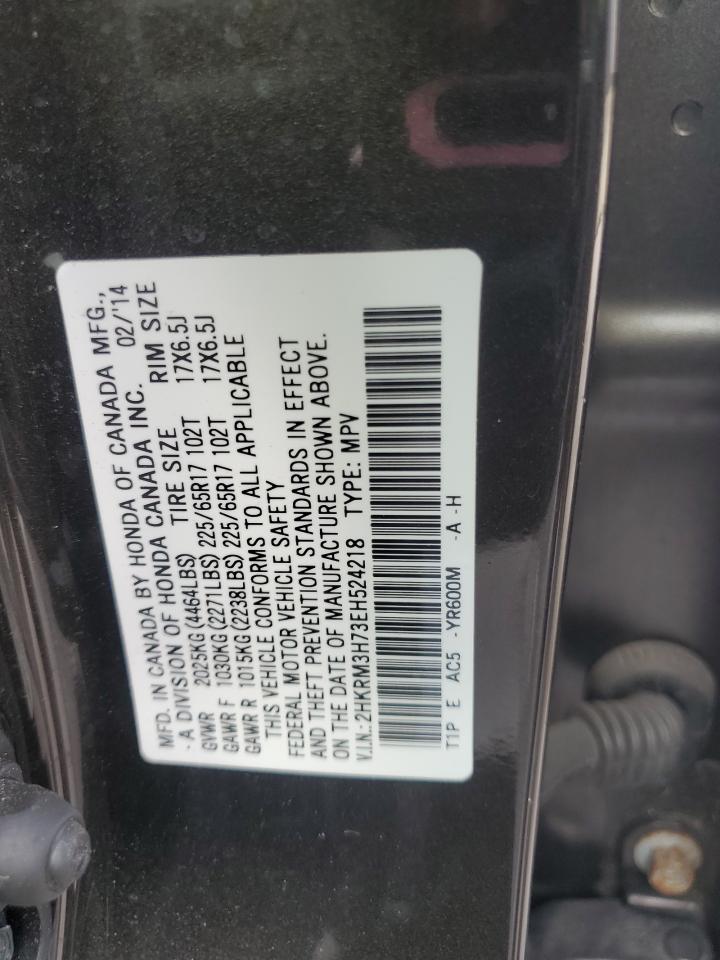 MFD. IN CANADA BY HONDA OF CANADA MFG.,
- A DIVISION OF HONDA CANADA INC. 02/'14
TIRE SIZE RIM SIZE
GVWR 2025KG(4464LBS)
GAWR F 1030KG(2271LBS) 225/65R17 102T 17X6.5J
GAWR R 1015KG(2238LBS) 225/65R17 102T 17X6.5J
THIS VEHICLE CONFORMS TO ALL APPLICABLE
FEDERAL MOTOR VEHICLE SAFETY
AND THEFT PREVENTION STANDARDS IN EFFECT
ON THE DATE OF MANUFACTURE SHOWN ABOVE.
V.I.N.:2HKRM3H73EH524218 TYPE: MPV
T1P E AC5 -YR600M -A -H